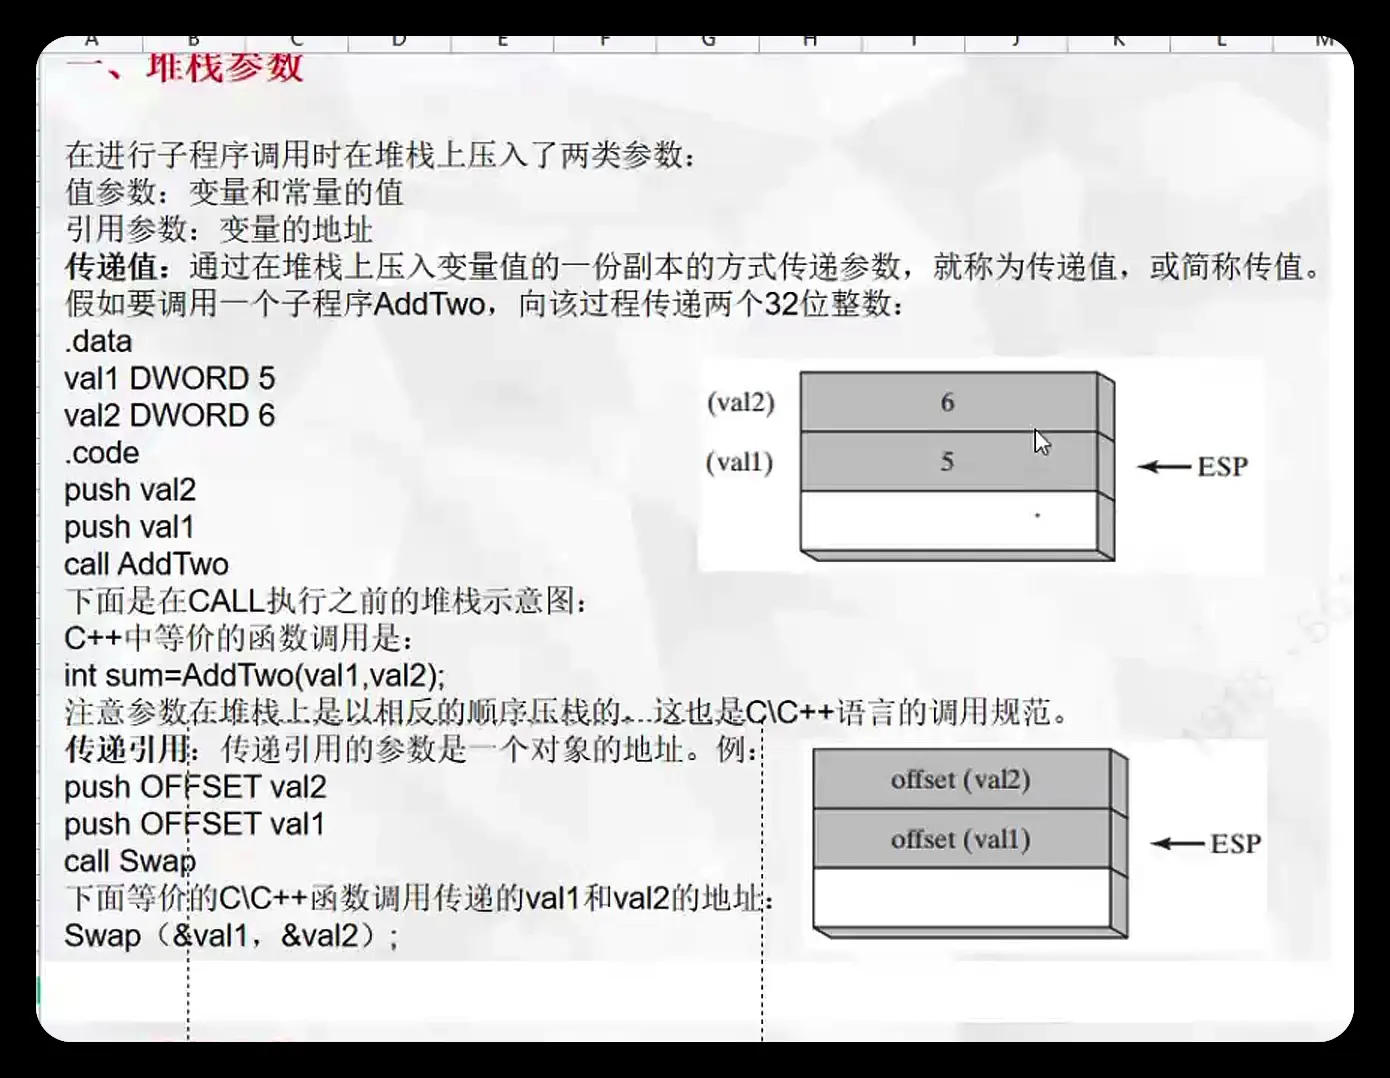 A B C D E F G H I J K L M
一、堆栈参数
在进行子程序调用时在堆栈上压入了两类参数：
值参数：变量和常量的值
引用参数：变量的地址
传递值：通过在堆栈上压入变量值的一份副本的方式传递参数，就称为传递值，或简称传值。
假如要调用一个子程序AddTwo，向该过程传递两个32位整数：
.data
val1 DWORD 5
val2 DWORD 6
.code
push val2
push val1
call AddTwo
(val2) 6
(val1) 5 ESP
下面是在CALL执行之前的堆栈示意图：
C++中等价的函数调用是：
int sum=AddTwo(val1,val2);
注意参数在堆栈上是以相反的顺序压栈的。这也是C\C++语言的调用规范。
传递引用：传递引用的参数是一个对象的地址。例：
push OFFSET val2
push OFFSET val1
call Swap
offset (val2)
offset (val1) ESP
下面等价的C\C++函数调用传递的val1和val2的地址：
Swap（&val1，&val2）；